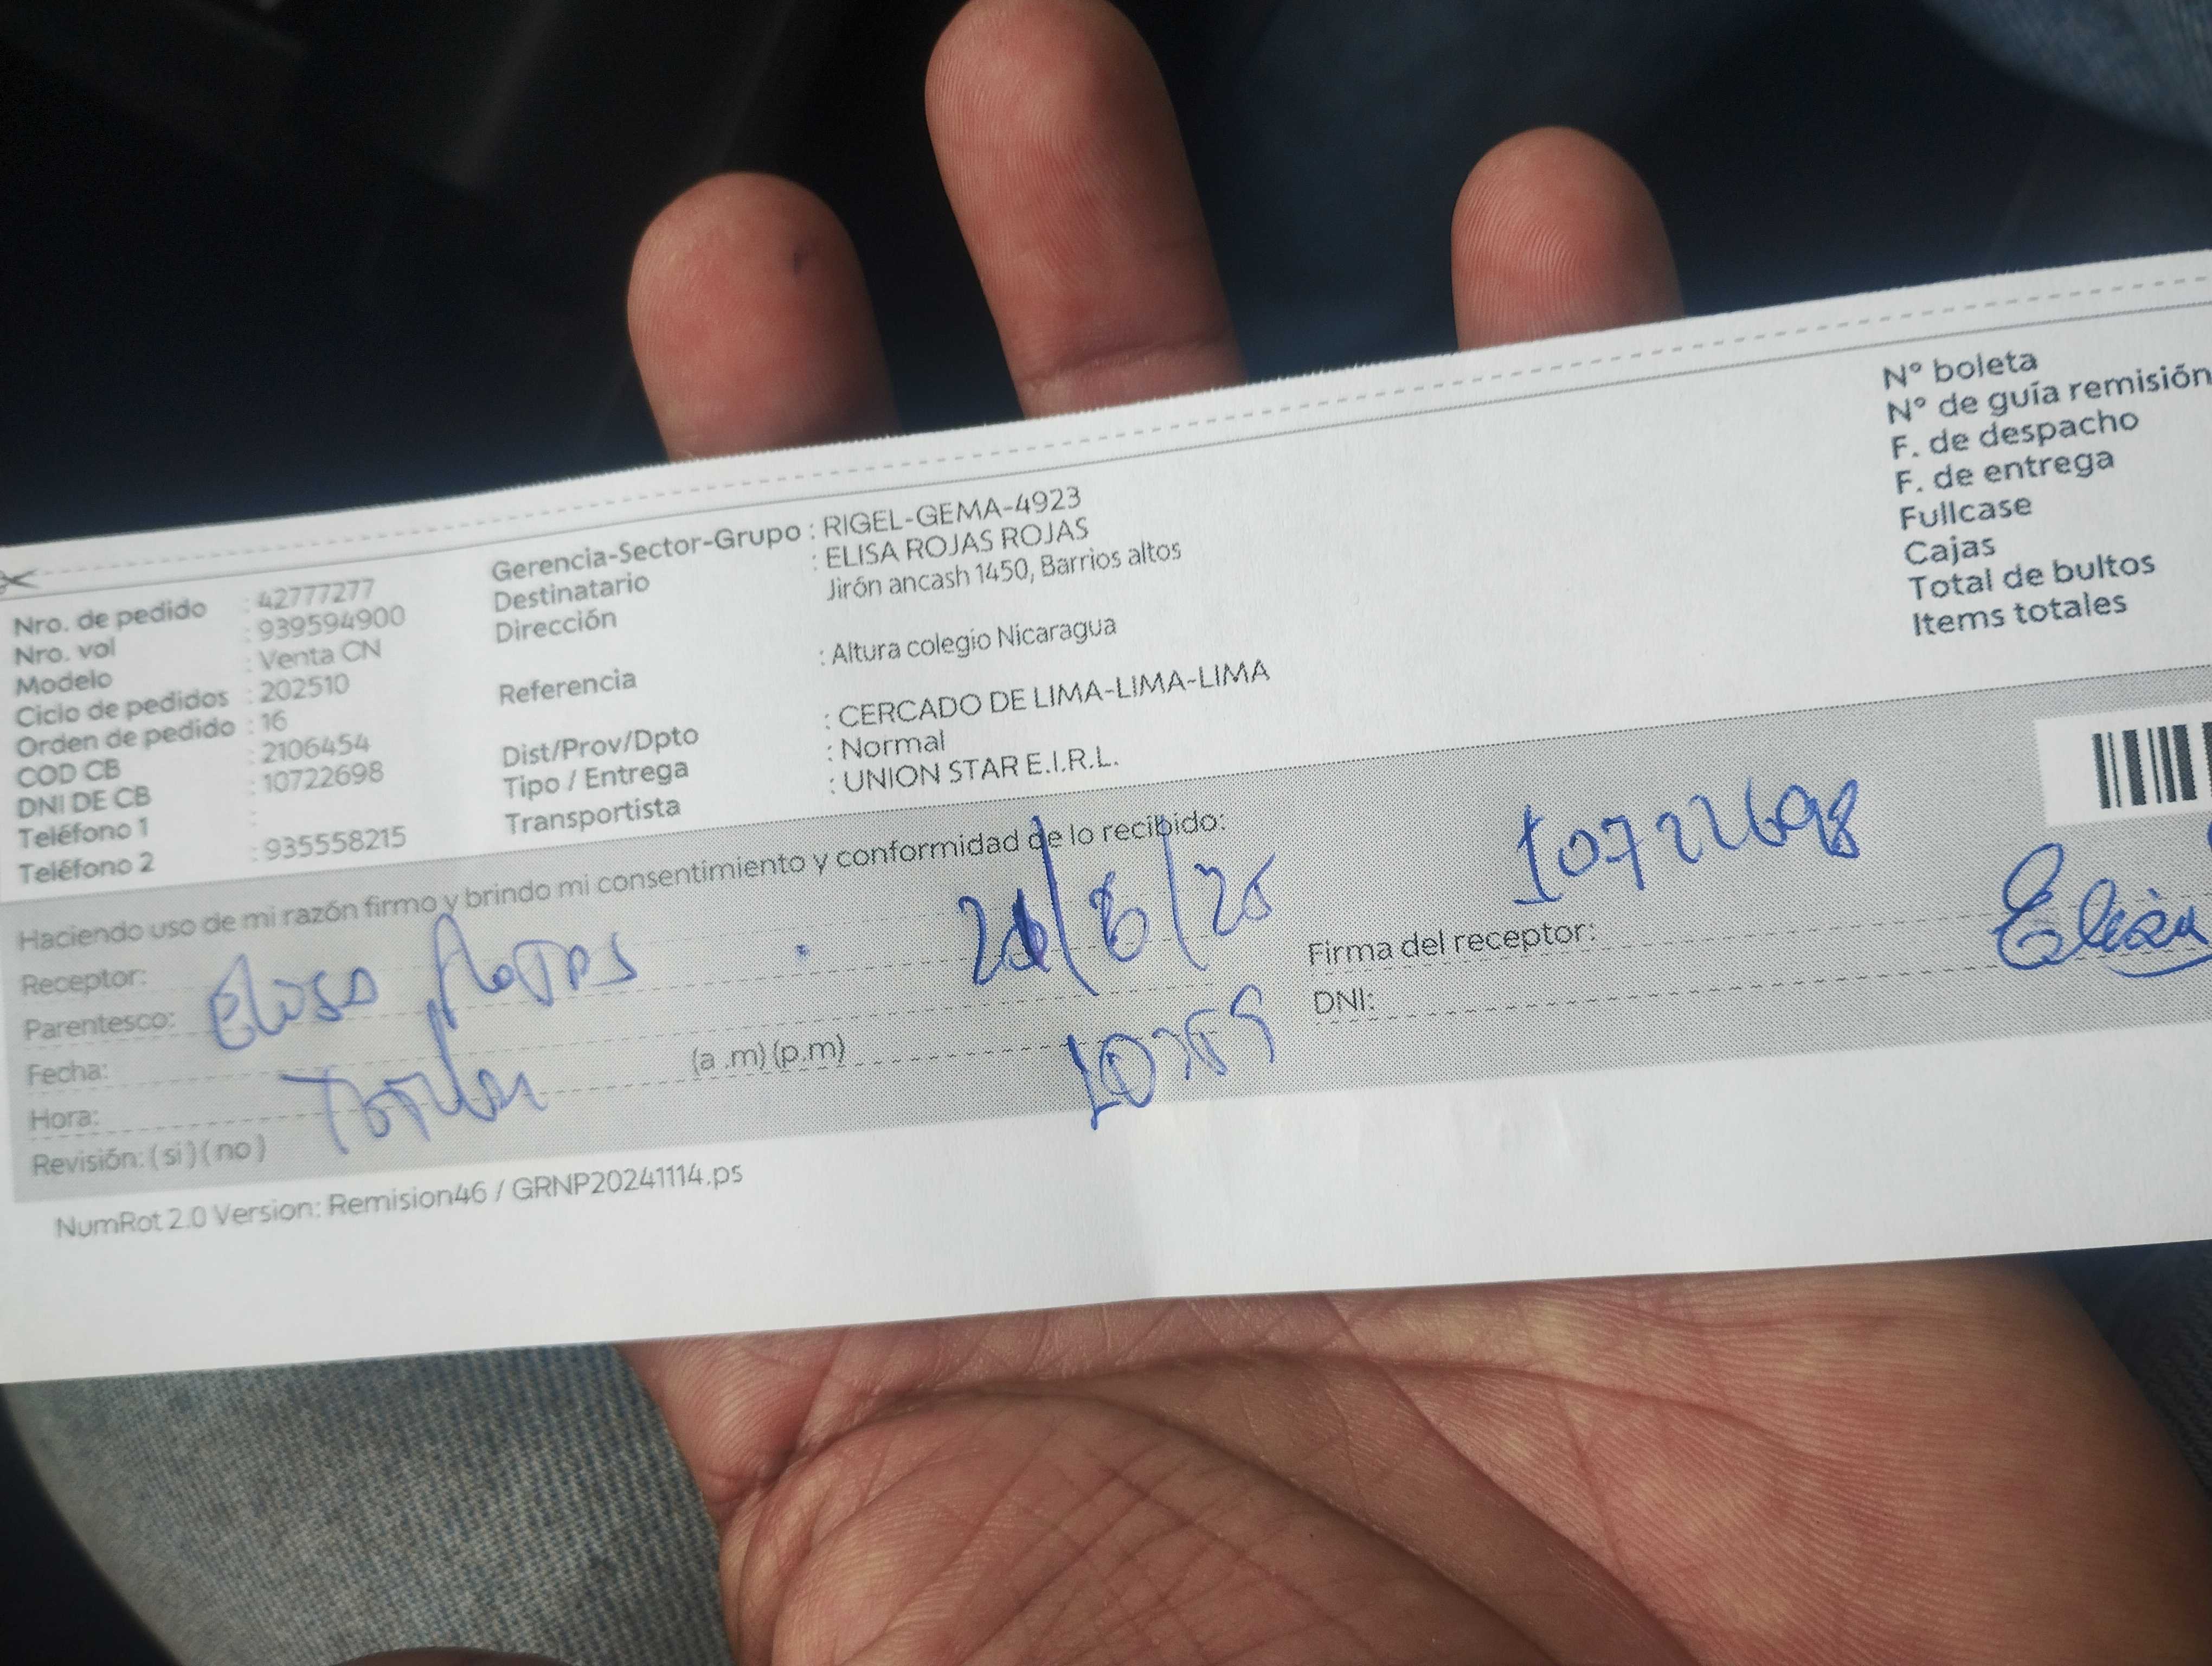 Nro. de pedido : 42777277
Nro. vol : 939594900
Modelo : Venta CN
Ciclo de pedidos : 202510
Orden de pedido : 16
COD CB : 2106454
DNI DE CB : 10722698
Teléfono 1 :
Teléfono 2 : 935558215
Gerencia-Sector-Grupo : RIGEL-GEMA-4923
Destinatario : ELISA ROJAS ROJAS
Dirección Jirón ancash 1450, Barrios altos
Referencia : Altura colegio Nicaragua
Dist/Prov/Dpto : CERCADO DE LIMA-LIMA-LIMA
Tipo / Entrega : Normal
Transportista : UNION STAR E.I.R.L.
N° boleta
N° de guía remisión
F. de despacho
F. de entrega
Fullcase
Cajas
Total de bultos
Items totales
Haciendo uso de mi razón firmo y brindo mi consentimiento y conformidad de lo recibido:
Receptor:
Parentesco: Elisa Rojas
Fecha:
Hora: (a .m) (p.m)
Revisión: ( si ) ( no )
10722698
Firma del receptor:
DNI:
NumRot 2.0 Version: Remision46 / GRNP20241114.ps